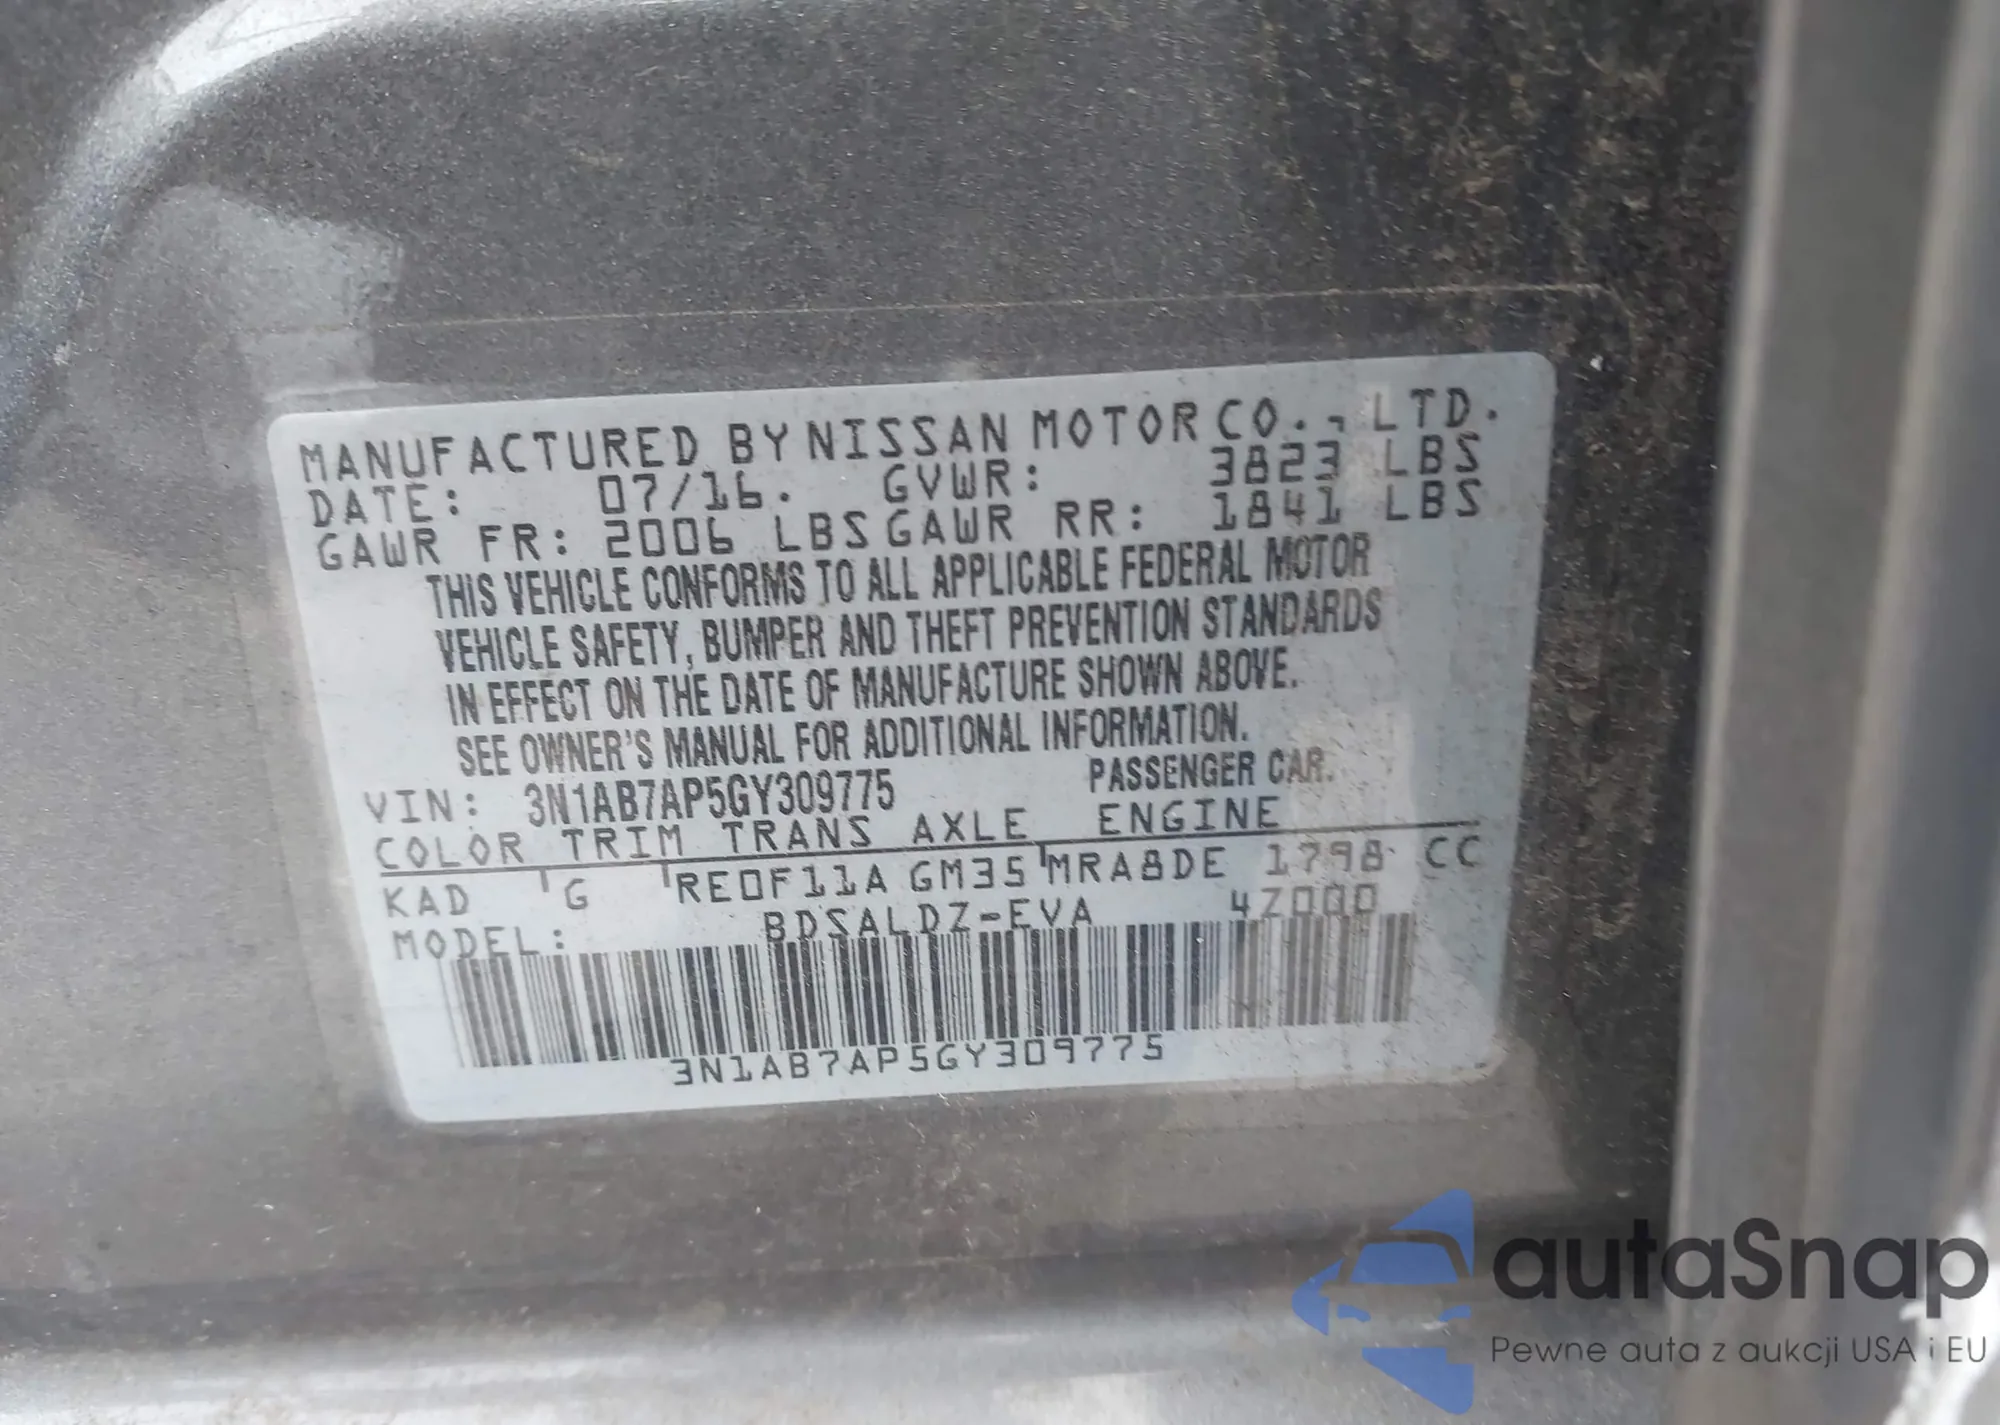 MANUFACTURED BY NISSAN MOTOR CO., LTD.
DATE: 07/16. GVWR: 3823 LBS
GAWR FR: 2006 LBS GAWR RR: 1841 LBS
THIS VEHICLE CONFORMS TO ALL APPLICABLE FEDERAL MOTOR
VEHICLE SAFETY, BUMPER AND THEFT PREVENTION STANDARDS
IN EFFECT ON THE DATE OF MANUFACTURE SHOWN ABOVE.
SEE OWNER'S MANUAL FOR ADDITIONAL INFORMATION.
VIN: 3N1AB7AP5GY309775 PASSENGER CAR.
COLOR TRIM TRANS AXLE ENGINE
KAD G RE0F11A GM35 MRA8DE 1798 CC
MODEL: BDSALDZ-EVA 4Z000
3N1AB7AP5GY309775
autaSnap
Pewne auta z aukcji USA i EU